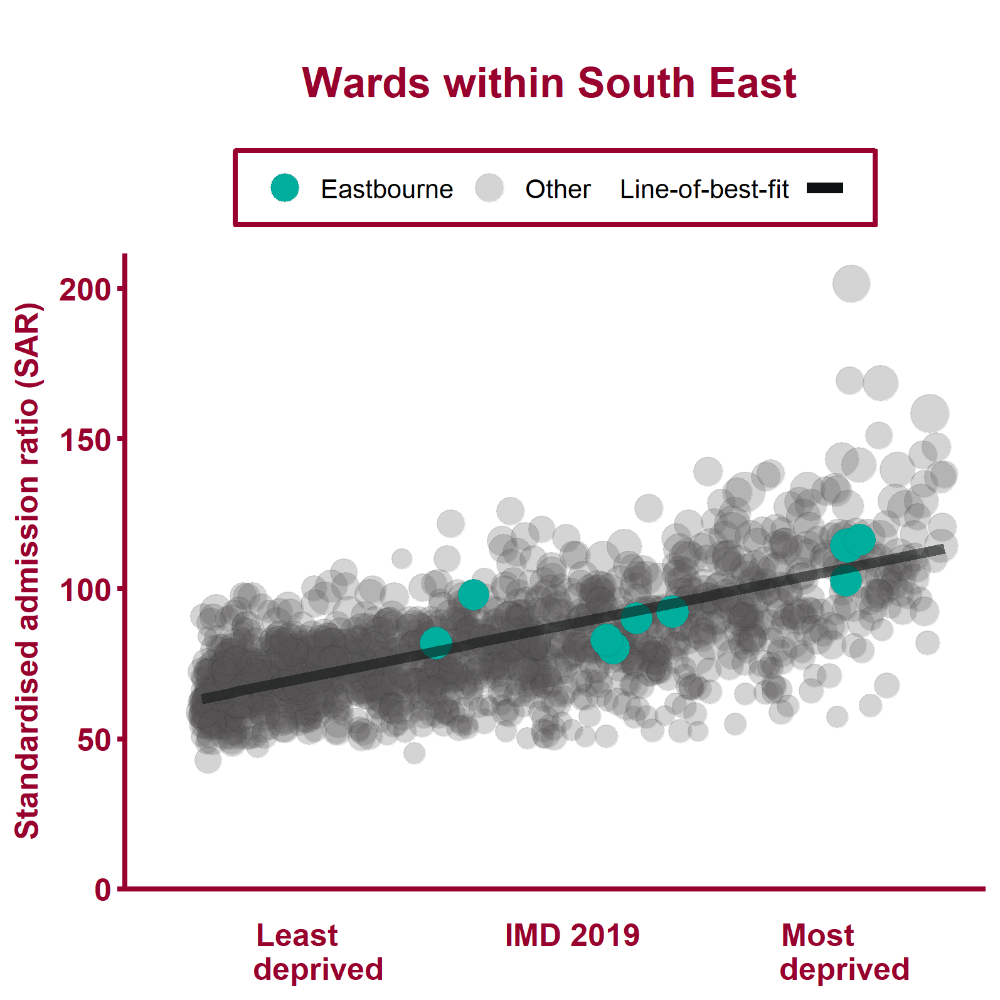 Wards within South East
Eastbourne Other Line-of-best-fit
Standardised admission ratio (SAR)
200
150
100
50
0
Least deprived
IMD 2019
Most deprived